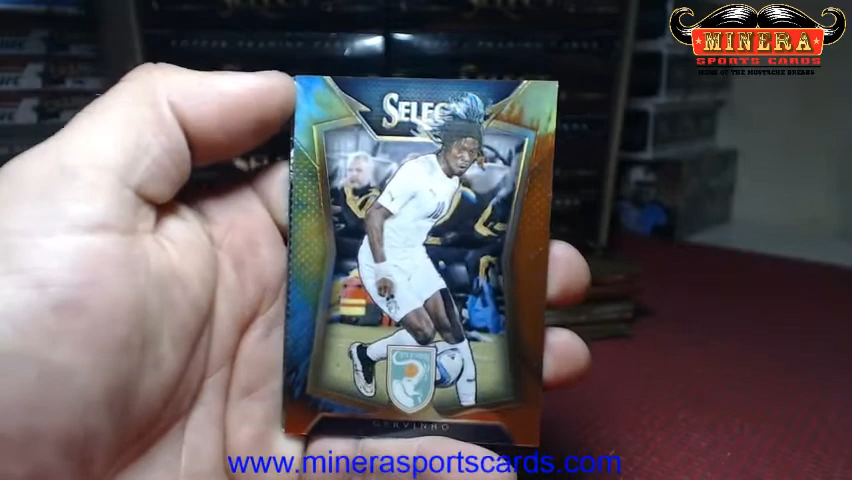 MINERA
SPORTS CARDS
HOME OF THE MUSTACHE BREAKS
SELECT
GERVINHO
www.minerasportscards.com